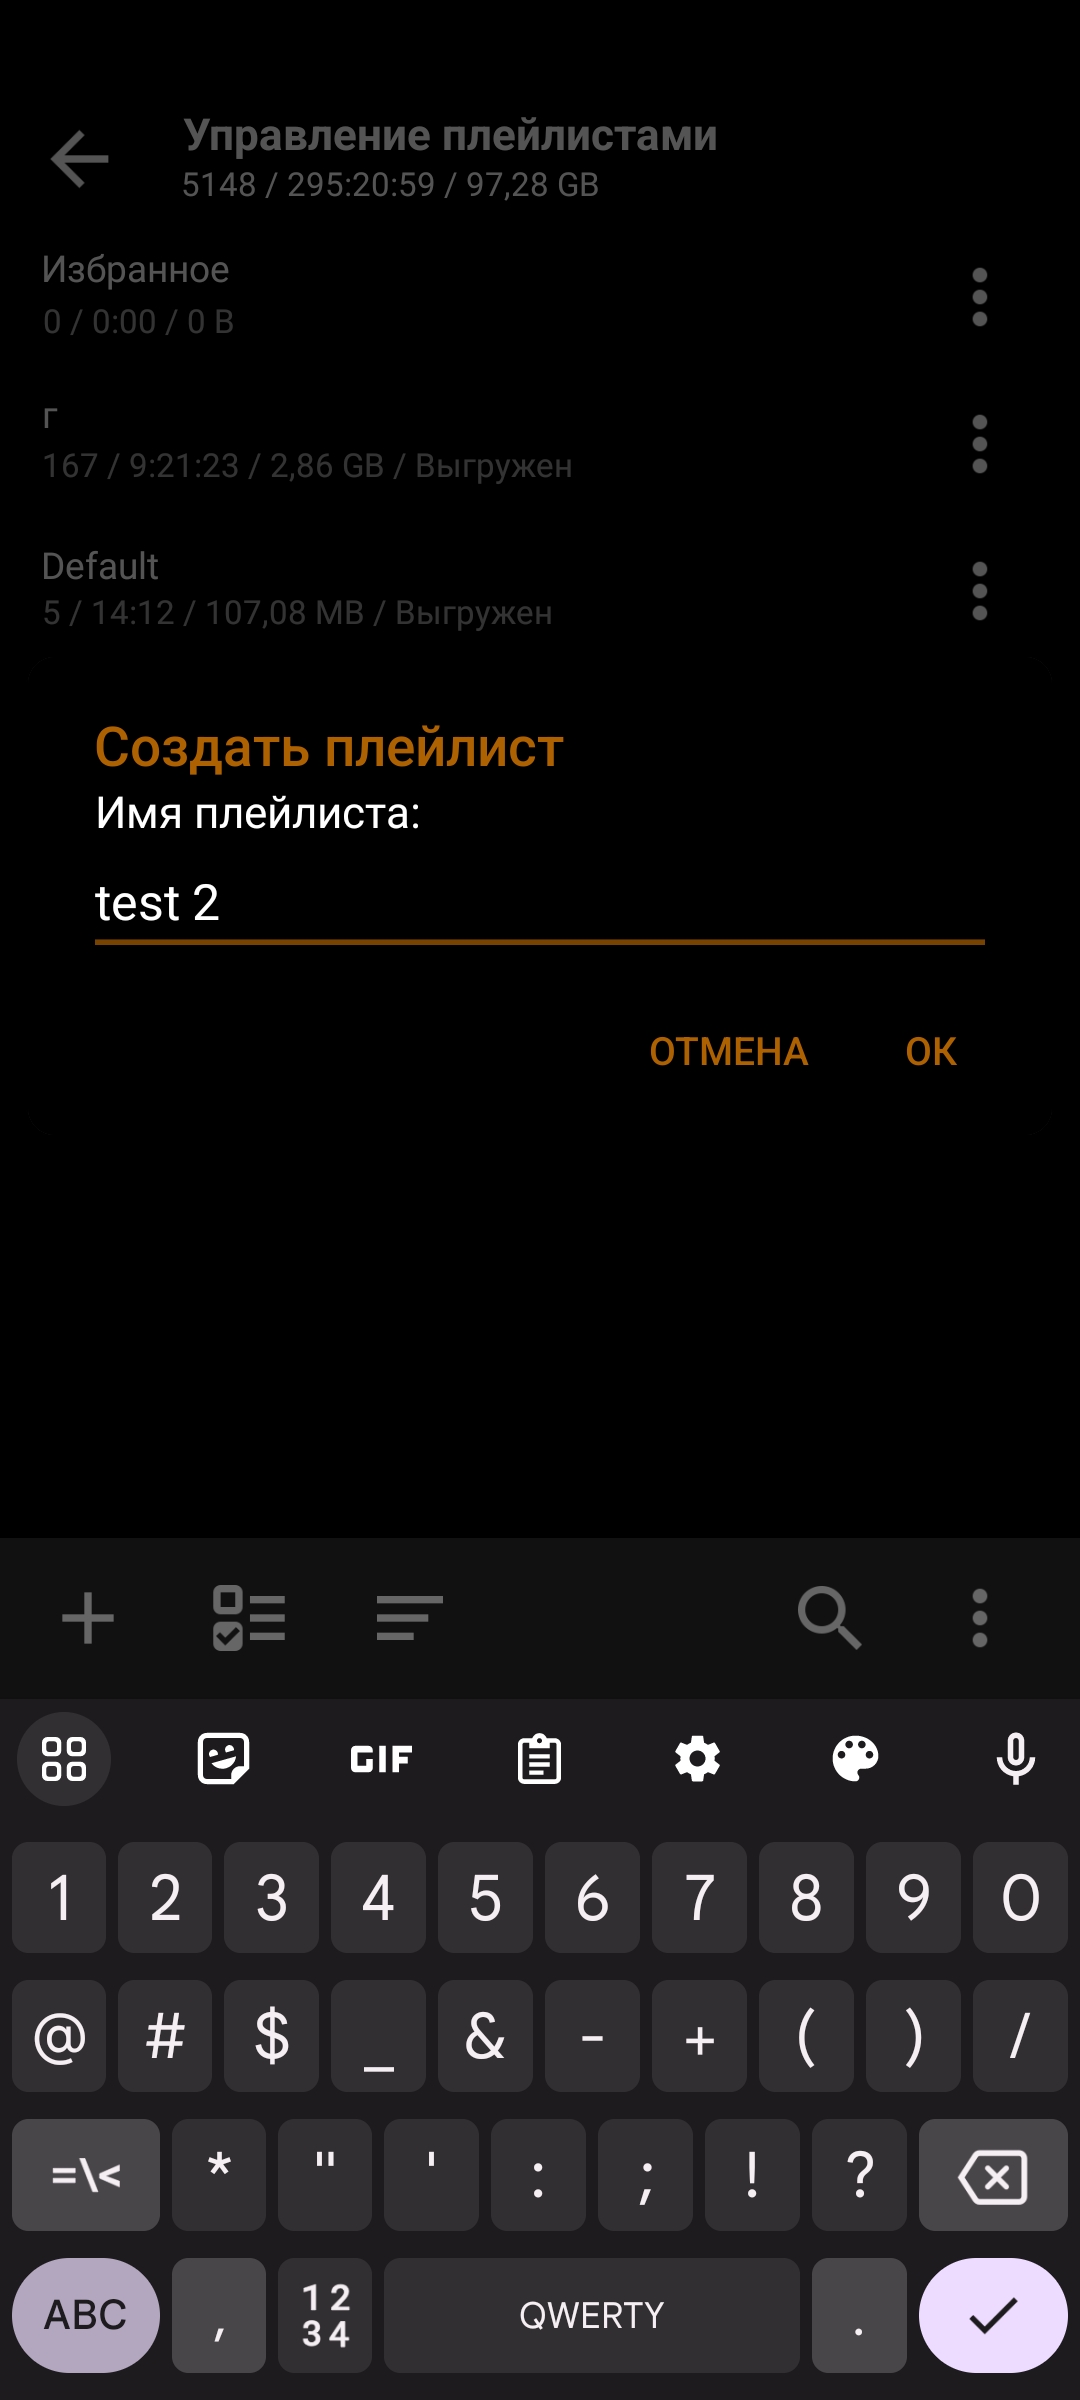 Управление плейлистами
5148 / 295:20:59 / 97,28 GB
Избранное
0 / 0:00 / 0 B
г
167 / 9:21:23 / 2,86 GB / Выгружен
Default
5 / 14:12 / 107,08 MB / Выгружен
Создать плейлист
Имя плейлиста:
test 2
ОТМЕНА ОК
GIF
1 2 3 4 5 6 7 8 9 0
@ # $ _ & - + ( ) /
=\< * " ' : ; ! ?
ABC , 12 34 QWERTY .